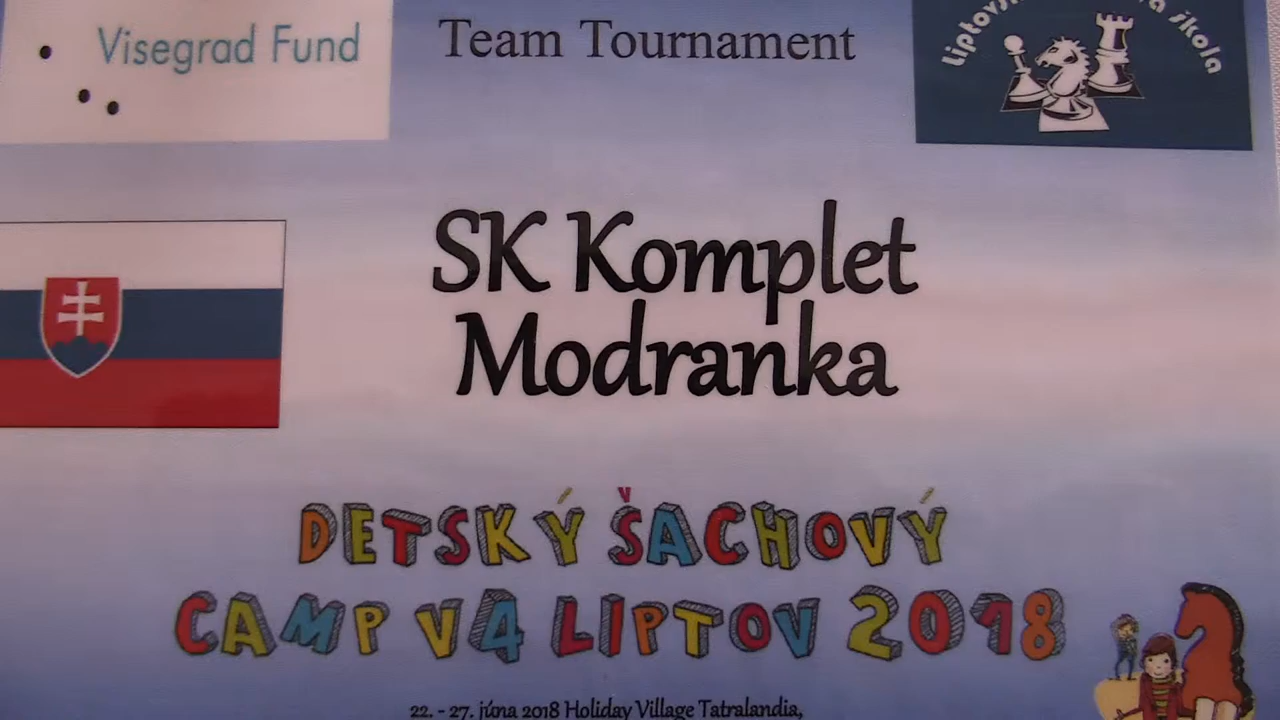 Visegrad Fund
Team Tournament
škola
SK Komplet
Modranka
DETSKÝ ŠACHOVÝ
CAMP V4 LIPTOV 2018
22. - 27. júna 2018 Holiday Village Tatralandia,